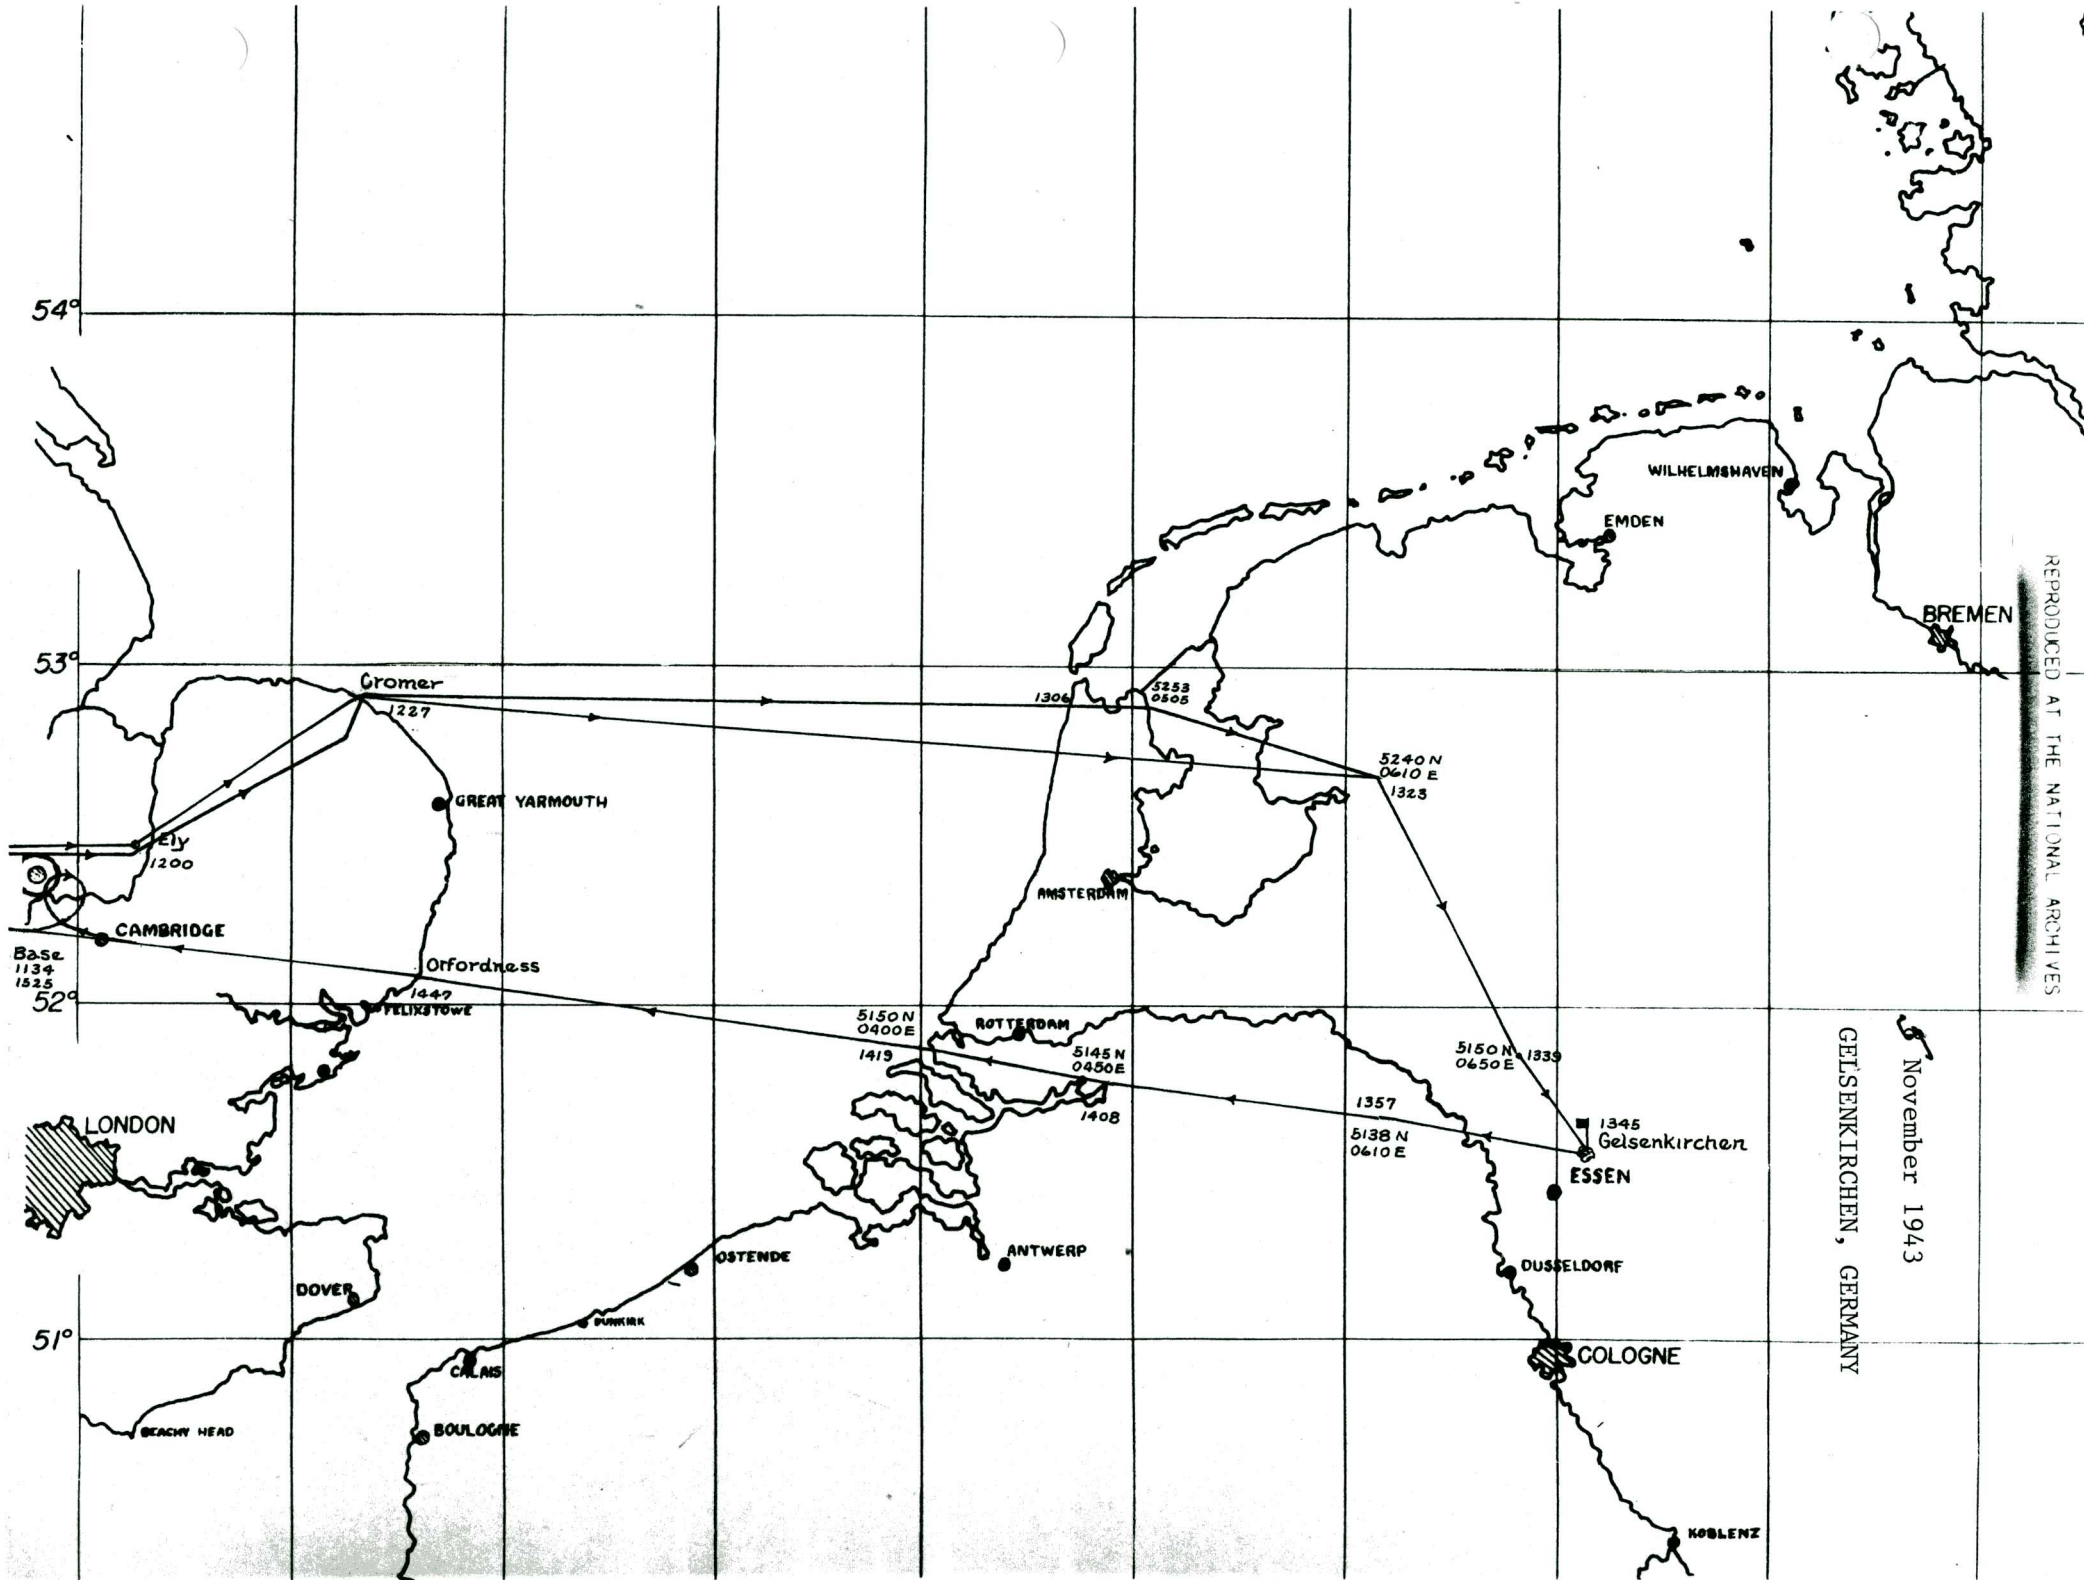 54°
WILHELMSHAVEN
EMDEN
BREMEN
53°
Cromer
1227
1306
5253
0505
5240 N
0610 E
1323
GREAT YARMOUTH
Ely
1200
AMSTERDAM
CAMBRIDGE
Base
1134
1525
Orfordness
1447
52°
FELIXSTOWE
5150 N
0400 E
1419
ROTTERDAM
5145 N
0450 E
1408
5150 N
0650 E
1339
1357
5138 N
0610 E
1345
Gelsenkirchen
ESSEN
LONDON
OSTENDE
ANTWERP
DUSSELDORF
DOVER
DUNKIRK
51°
CALAIS
COLOGNE
BEACHY HEAD
BOULOGNE
KOBLENZ
REPRODUCED AT THE NATIONAL ARCHIVES
November 1943
GELSENKIRCHEN, GERMANY